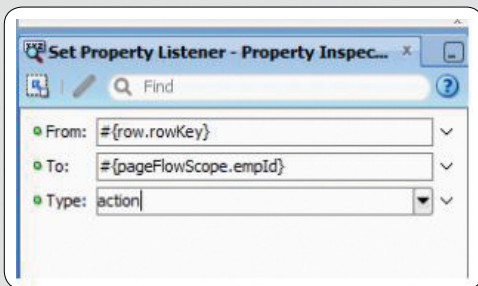 Set Property Listener - Property Inspec... x
Find
From: #{row.rowKey}
To: #{pageFlowScope.empId}
Type: action